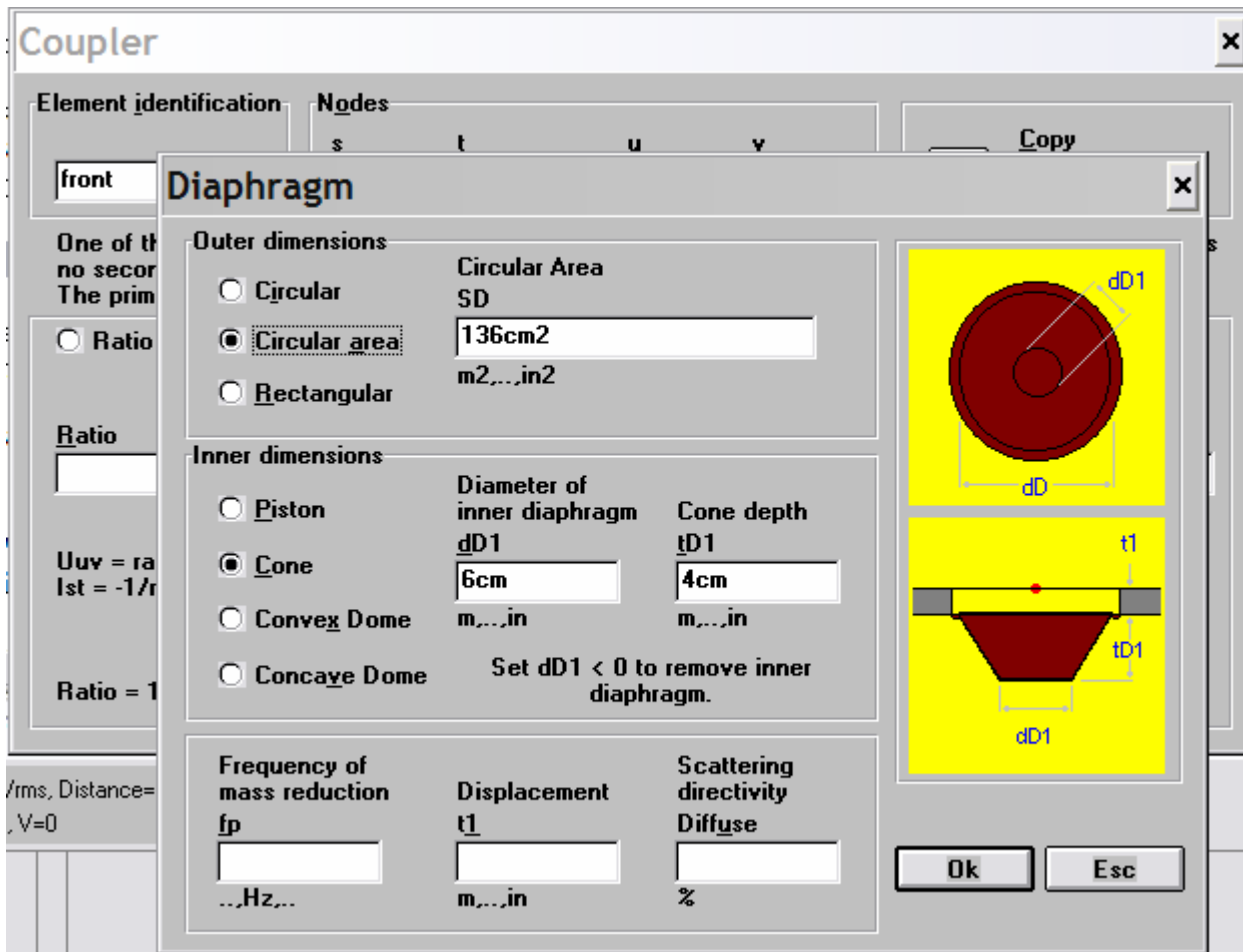 Coupler
Element identification
Nodes
s t u v
Copy
front
One of th
no secor
The prim
Ratio
Ratio
Uuv = ra
Ist = -1/r
Ratio = 1
s
Diaphragm
Outer dimensions
Circular
Circular area
Rectangular
Circular Area
SD
136cm2
m2,..,in2
Inner dimensions
Piston
Cone
Convex Dome
Concave Dome
Diameter of
inner diaphragm
dD1
6cm
m,..,in
Cone depth
tD1
4cm
m,..,in
Set dD1 < 0 to remove inner
diaphragm.
Frequency of
mass reduction
fp
..,Hz,..
Displacement
t1
m,..,in
Scattering
directivity
Diffuse
%
dD1
dD
t1
tD1
dD1
Ok
Esc
/rms, Distance=
, V=0